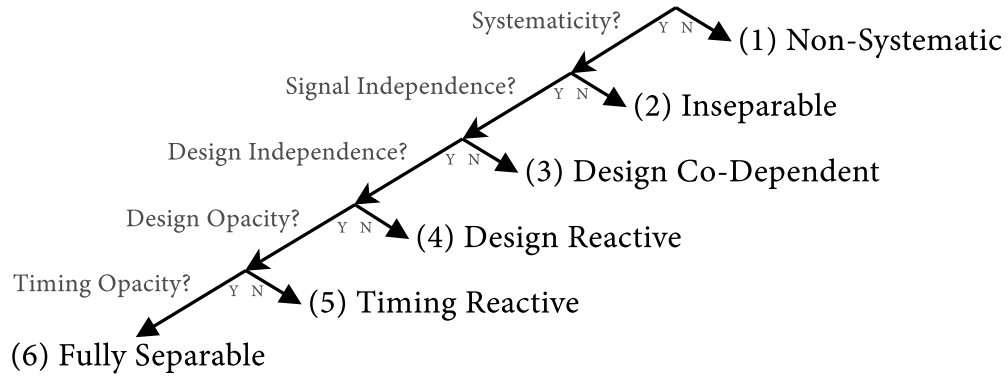 Systematicity?
Y N
(1) Non-Systematic
Signal Independence?
Y N
(2) Inseparable
Design Independence?
Y N
(3) Design Co-Dependent
Design Opacity?
Y N
(4) Design Reactive
Timing Opacity?
Y N
(5) Timing Reactive
(6) Fully Separable